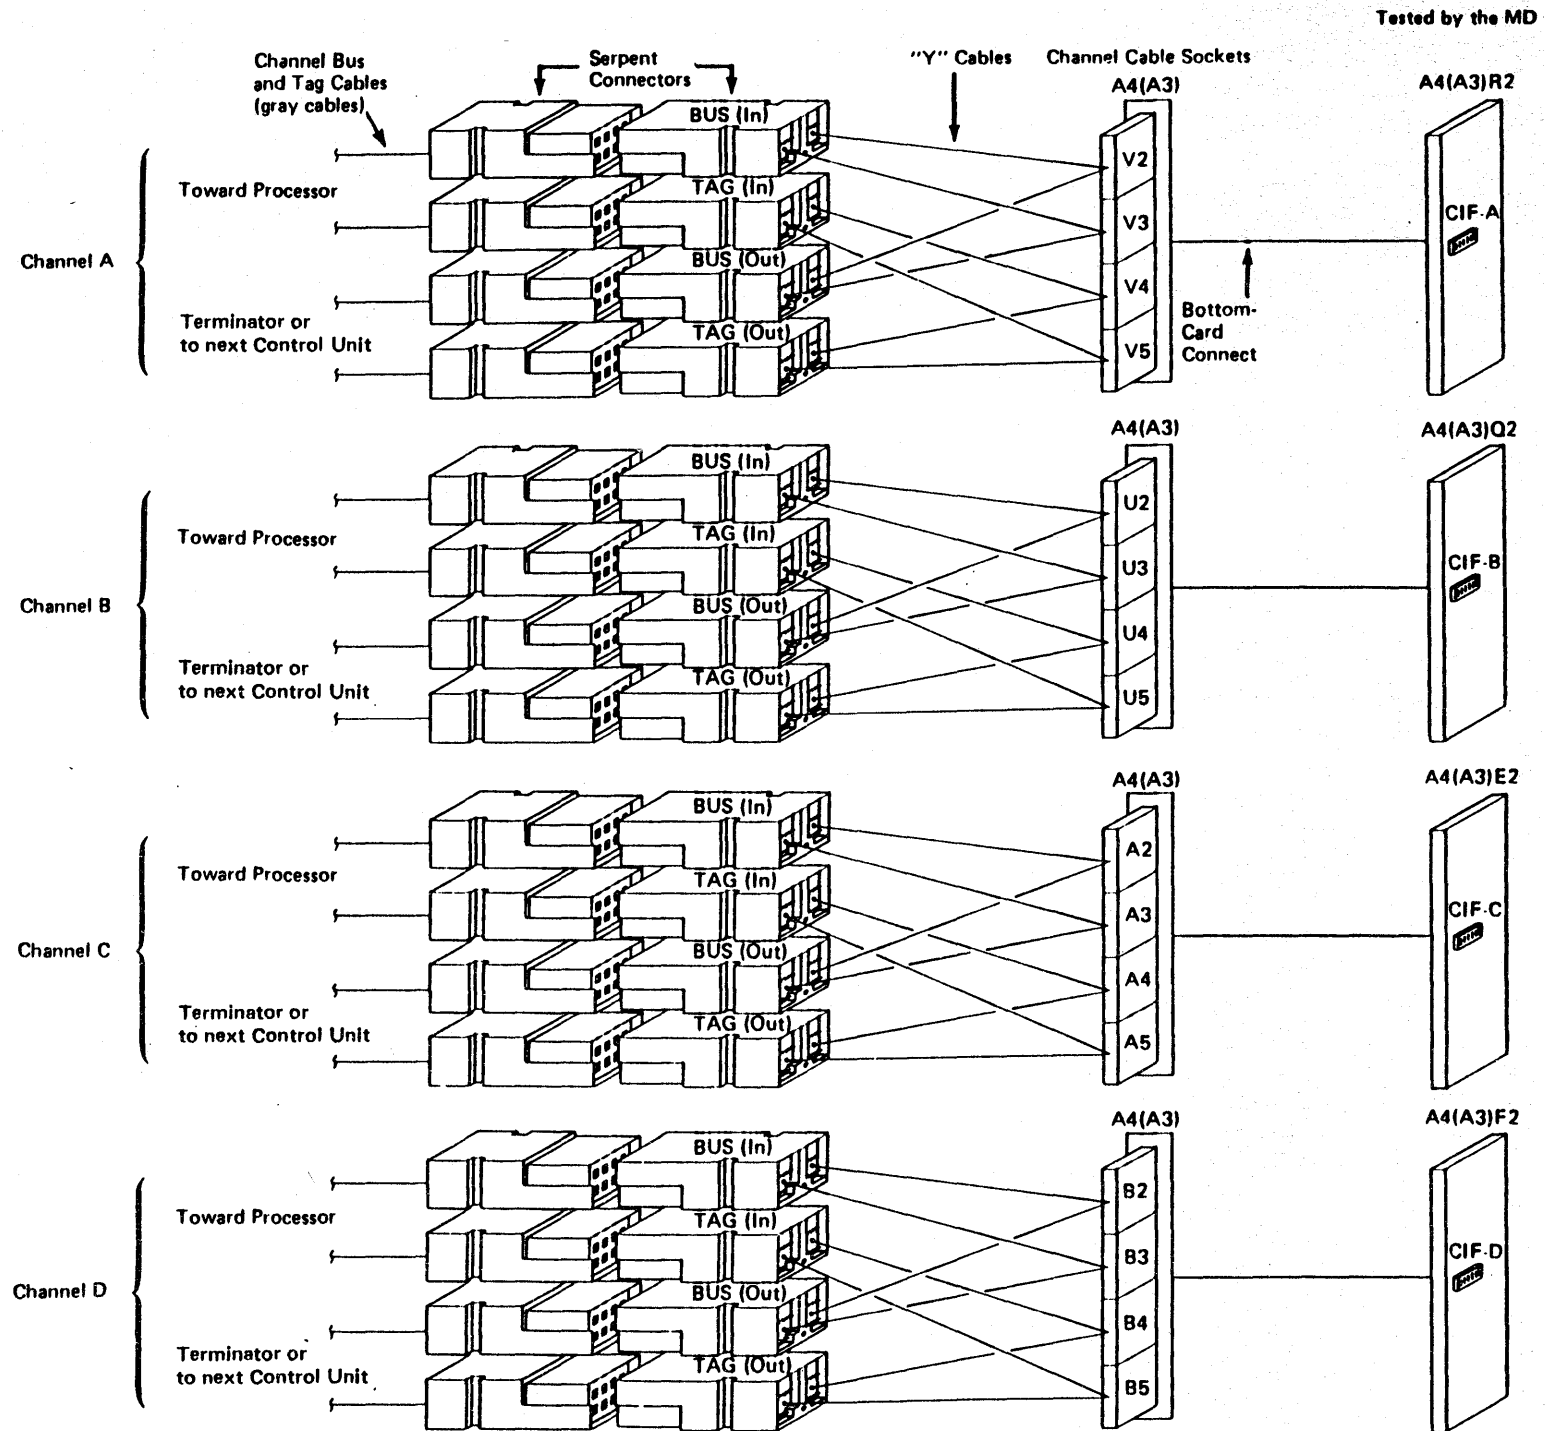 Tested by the MD
Channel Bus
and Tag Cables
(gray cables)
Serpent
Connectors
"Y" Cables
Channel Cable Sockets
A4(A3)
A4(A3)R2
Channel A
Toward Processor
Terminator or
to next Control Unit
BUS (In)
TAG (In)
BUS (Out)
TAG (Out)
V2
V3
V4
V5
Bottom-
Card
Connect
CIF-A
A4(A3)
A4(A3)Q2
Channel B
Toward Processor
Terminator or
to next Control Unit
BUS (In)
TAG (In)
BUS (Out)
TAG (Out)
U2
U3
U4
U5
CIF-B
A4(A3)
A4(A3)E2
Channel C
Toward Processor
Terminator or
to next Control Unit
BUS (In)
TAG (In)
BUS (Out)
TAG (Out)
A2
A3
A4
A5
CIF-C
A4(A3)
A4(A3)F2
Channel D
Toward Processor
Terminator or
to next Control Unit
BUS (In)
TAG (In)
BUS (Out)
TAG (Out)
B2
B3
B4
B5
CIF-D